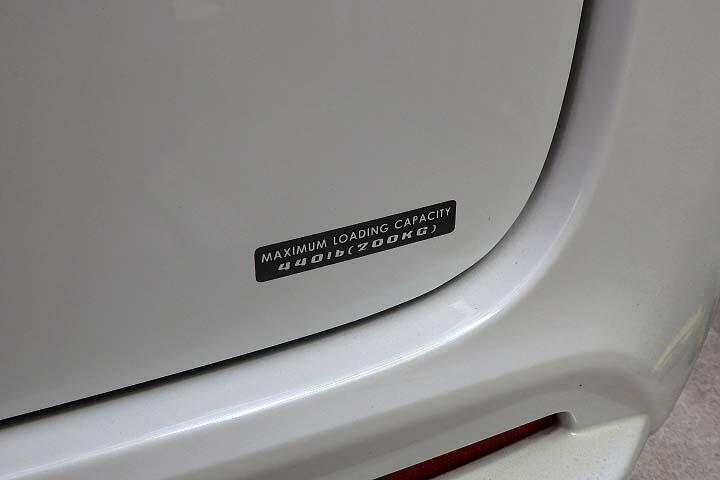 MAXIMUM LOADING CAPACITY
440lb(200KG)